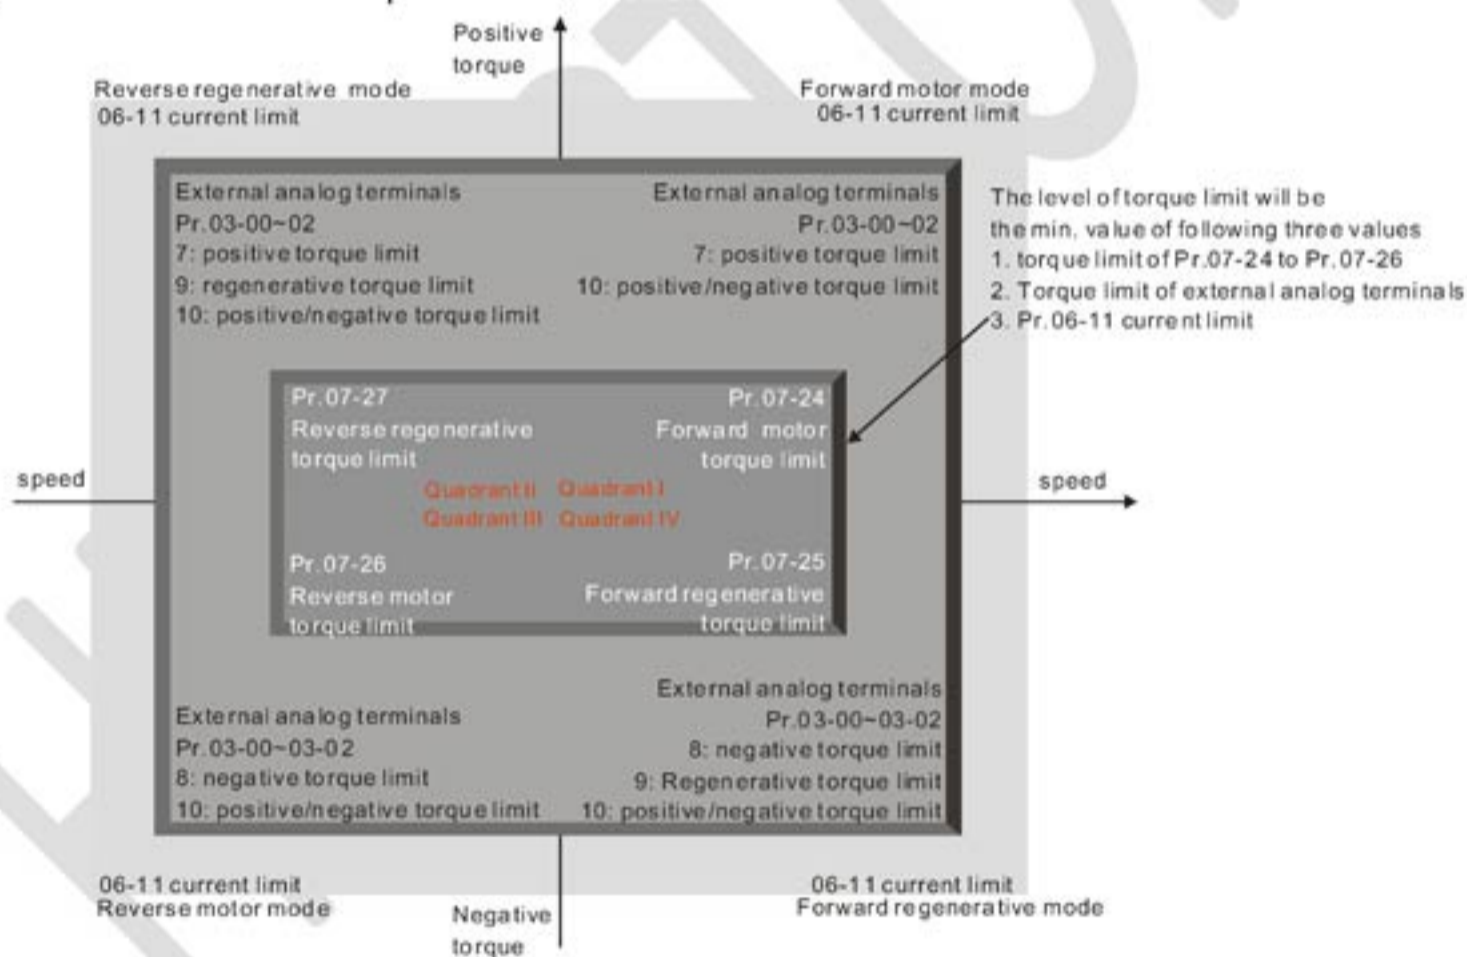 Positive
torque
Reverse regenerative mode
06-11 current limit
Forward motor mode
06-11 current limit
External analog terminals
Pr.03-00~02
7: positive torque limit
9: regenerative torque limit
10: positive/negative torque limit
External analog terminals
Pr.03-00~02
7: positive torque limit
10: positive/negative torque limit
The level of torque limit will be
the min. value of following three values
1. torque limit of Pr.07-24 to Pr.07-26
2. Torque limit of external analog terminals
3. Pr.06-11 current limit
Pr.07-27
Reverse regenerative
torque limit
Pr.07-24
Forward motor
torque limit
speed
Quadrant II Quadrant I
Quadrant III Quadrant IV
speed
Pr.07-26
Reverse motor
torque limit
Pr.07-25
Forward regenerative
torque limit
External analog terminals
Pr.03-00~03-02
8: negative torque limit
10: positive/negative torque limit
External analog terminals
Pr.03-00~03-02
8: negative torque limit
9: Regenerative torque limit
10: positive/negative torque limit
06-11 current limit
Reverse motor mode
06-11 current limit
Forward regenerative mode
Negative
torque